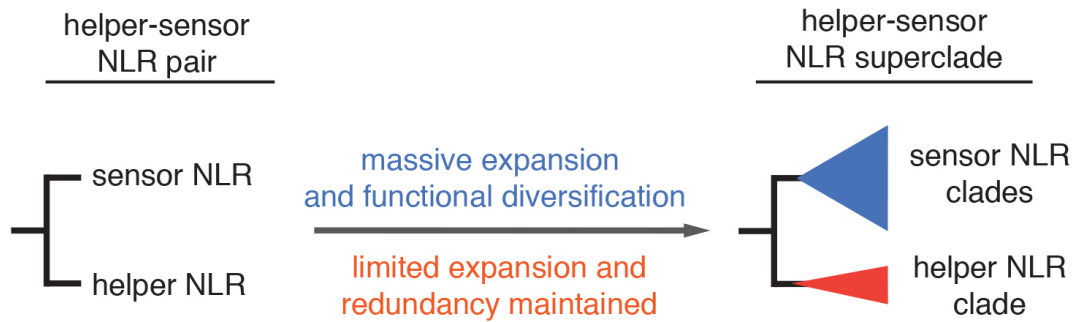 helper-sensor
NLR pair
sensor NLR
helper NLR
massive expansion
and functional diversification
limited expansion and
redundancy maintained
helper-sensor
NLR superclade
sensor NLR
clades
helper NLR
clade